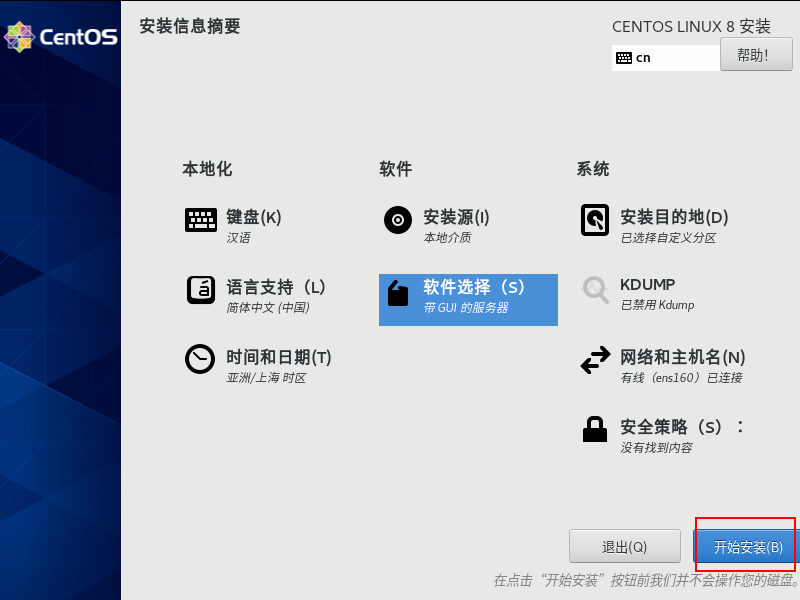 CentOS
安装信息摘要
CENTOS LINUX 8 安装
cn
帮助!
本地化
软件
系统
键盘(K)
汉语
安装源(I)
本地介质
安装目的地(D)
已选择自定义分区
语言支持（L）
简体中文 (中国)
软件选择（S）
带 GUI 的服务器
KDUMP
已禁用 Kdump
时间和日期(T)
亚洲/上海 时区
网络和主机名(N)
有线（ens160）已连接
安全策略（S）：
没有找到内容
退出(Q)
开始安装(B)
在点击“开始安装”按钮前我们并不会操作您的磁盘。